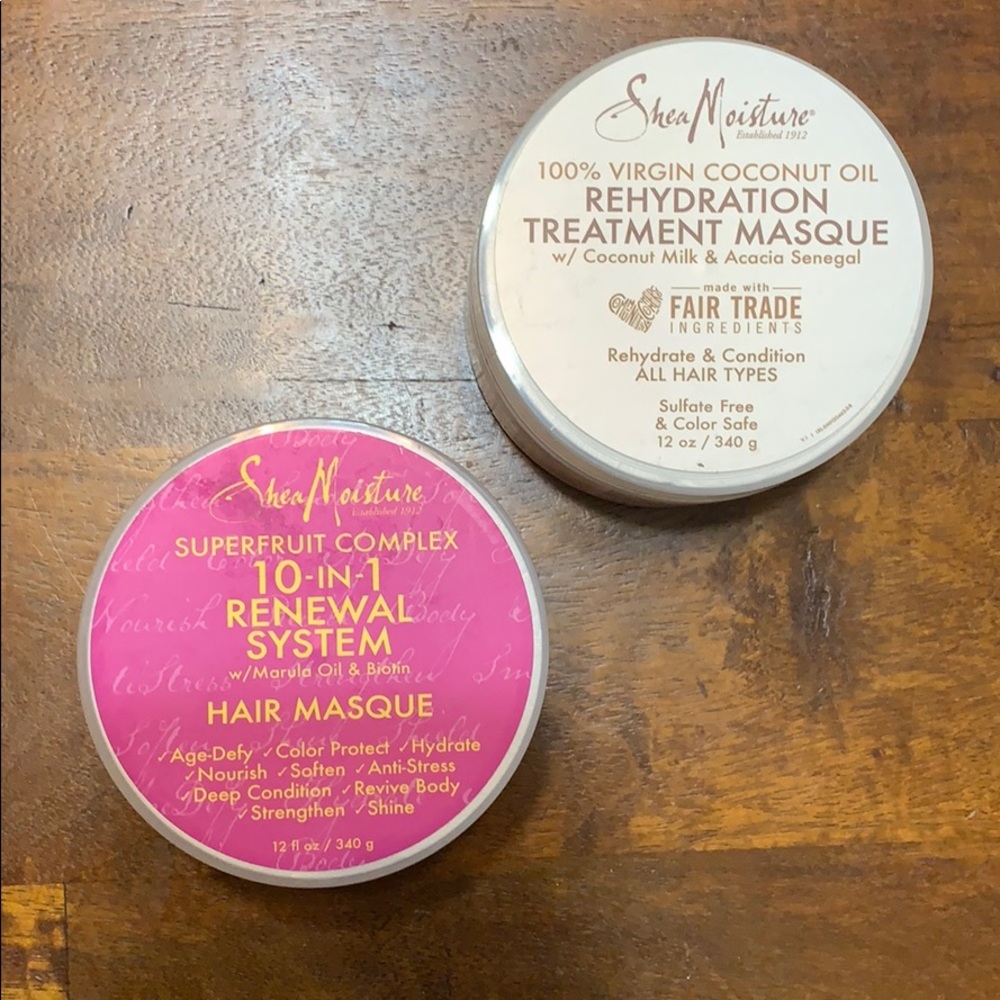 SheaMoisture®
Established 1912
100% VIRGIN COCONUT OIL
REHYDRATION
TREATMENT MASQUE
w/ Coconut Milk & Acacia Senegal
made with
FAIR TRADE
INGREDIENTS
Rehydrate & Condition
ALL HAIR TYPES
Sulfate Free
& Color Safe
12 oz / 340 g
SheaMoisture
Established 1912
SUPERFRUIT COMPLEX
10-IN-1
RENEWAL
SYSTEM
w/Marula Oil & Biotin
HAIR MASQUE
✓Age-Defy ✓Color Protect ✓Hydrate
✓Nourish ✓Soften ✓Anti-Stress
✓Deep Condition ✓Revive Body
✓Strengthen ✓Shine
12 fl oz / 340 g
Body
Nourish
Body